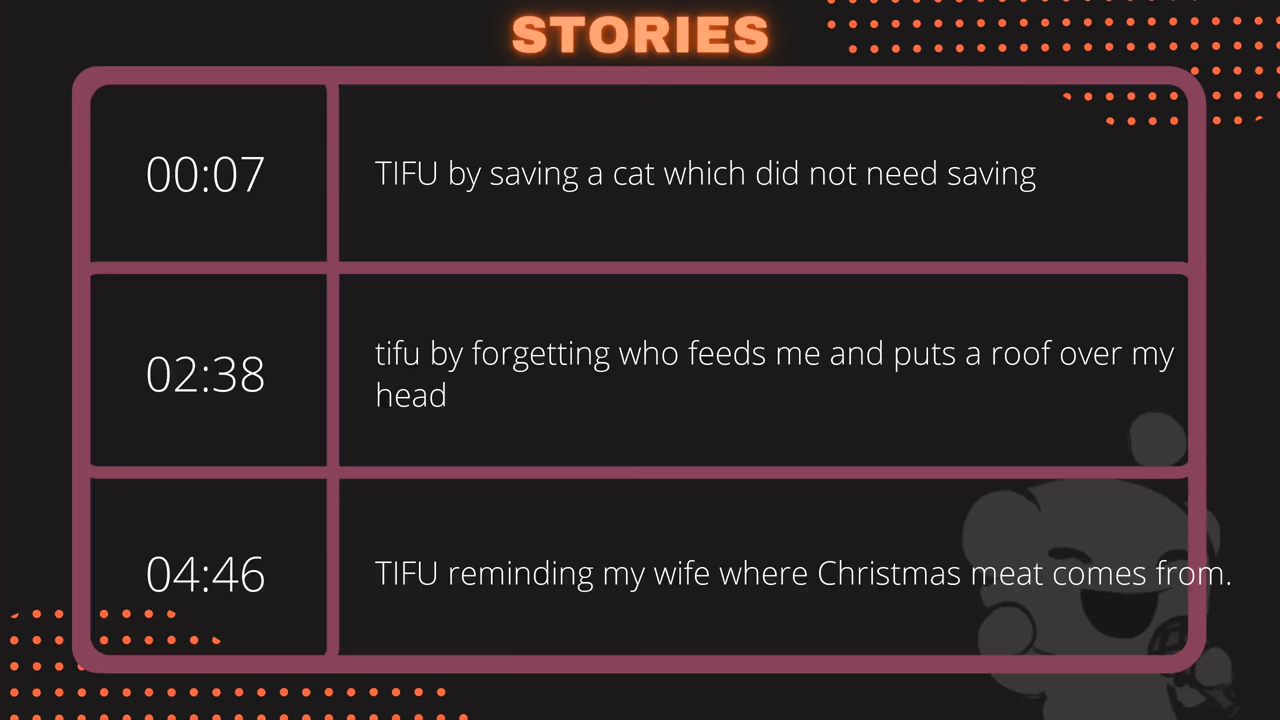 STORIES
00:07
TIFU by saving a cat which did not need saving
02:38
tifu by forgetting who feeds me and puts a roof over my
head
04:46
TIFU reminding my wife where Christmas meat comes from.